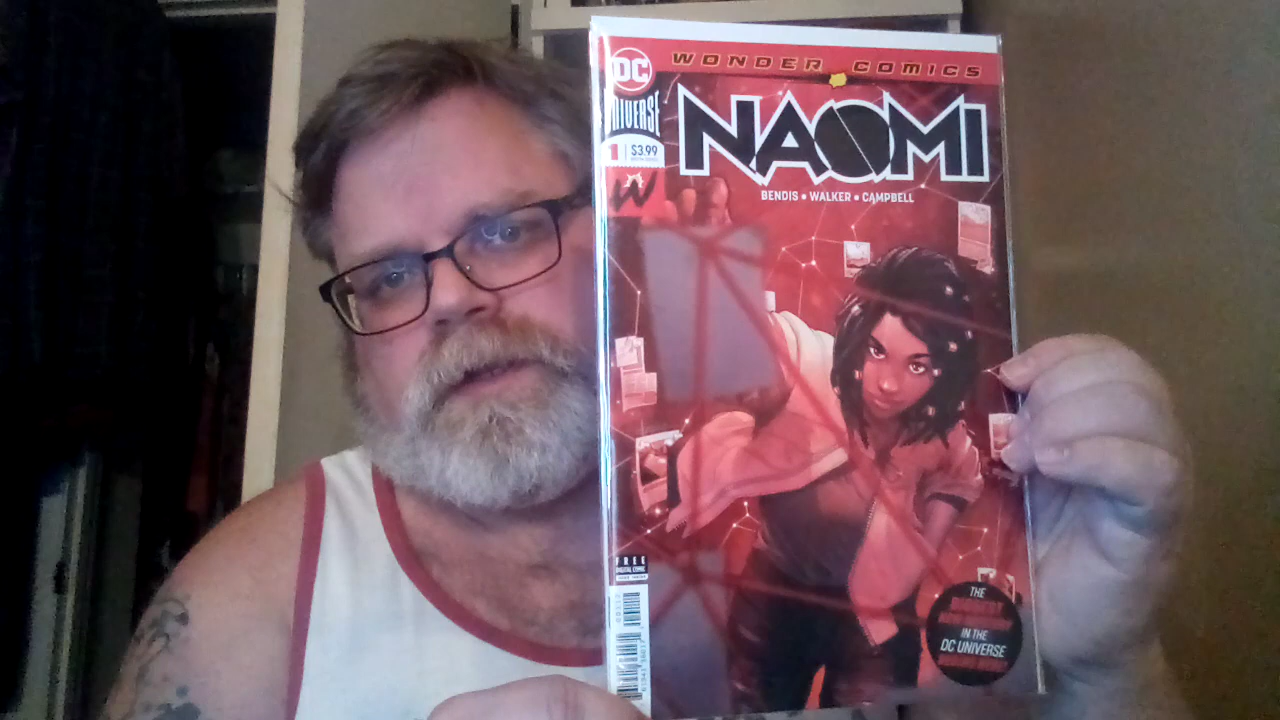 WONDER COMICS
DC
UNIVERSE
1 $3.99
NAOMI
W
BENDIS • WALKER • CAMPBELL
FREE
DIGITAL COMIC
THE
IN THE
DC UNIVERSE